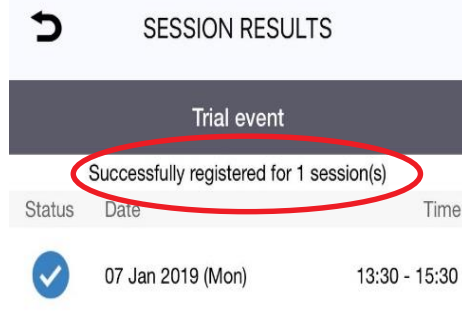 SESSION RESULTS
Trial event
Successfully registered for 1 session(s)
Status Date Time
07 Jan 2019 (Mon) 13:30 - 15:30